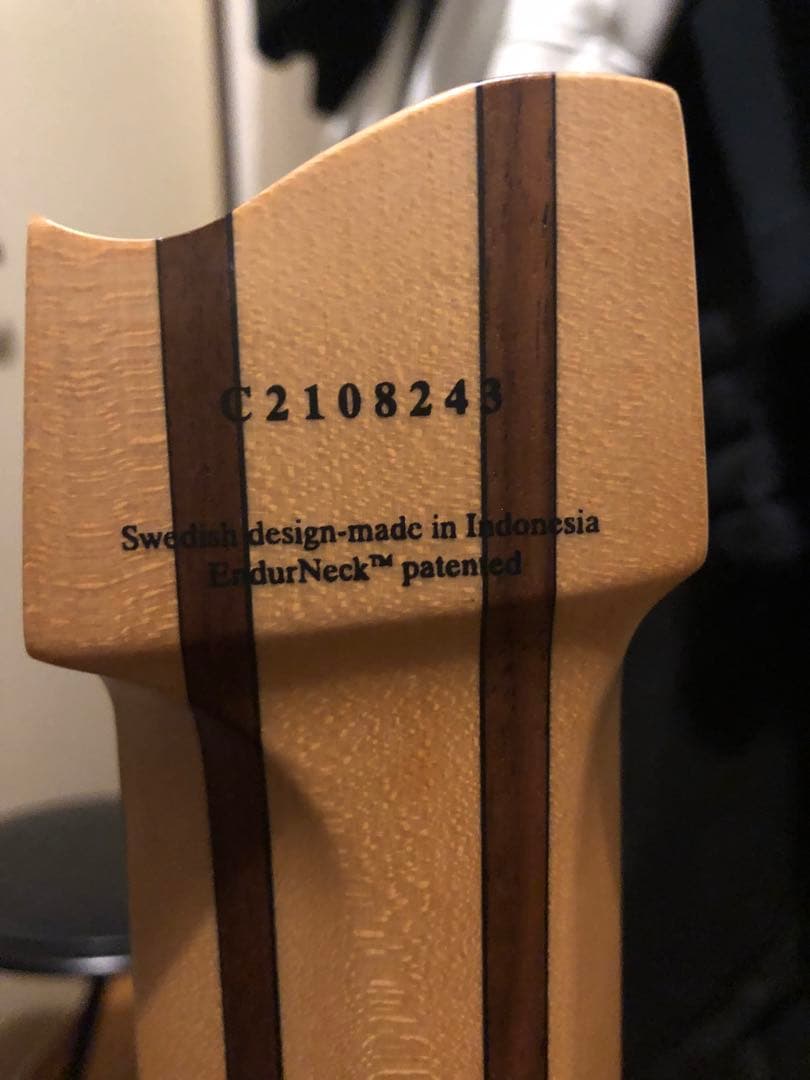 C2108243
Swedish design-made in Indonesia
EndurNeck™ patented